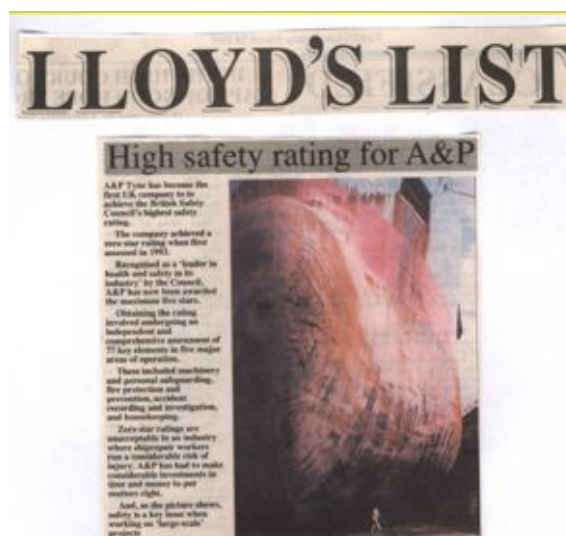 LLOYD'S LIST
High safety rating for A&P
A&P Tyne has become the
first UK company to to
achieve the British Safety
Council's highest safety
rating.
The company achieved a
zero star rating when first
assessed in 1993.
Recognised as a 'leader in
health and safety in its
industry' by the Council,
A&P has now been awarded
the maximum five stars.
Obtaining the rating
involved undergoing an
independent and
comprehensive assessment of
77 key elements in five major
areas of operation.
These included machinery
and personal safeguarding,
fire protection and
prevention, accident
recording and investigation,
and housekeeping.
Zero star ratings are
unacceptable in an industry
where shiprepair workers
run a considerable risk of
injury. A&P has had to make
considerable investments in
time and money to put
matters right.
And, as the picture shows,
safety is a key issue when
working on 'large-scale'
projects